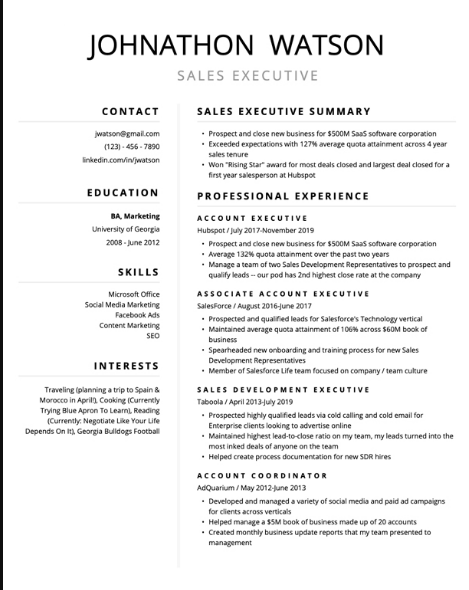 JOHNATHON WATSON
SALES EXECUTIVE
CONTACT
jwatson@gmail.com
(123) - 456 - 7890
linkedin.com/in/jwatson
EDUCATION
BA, Marketing
University of Georgia
2008 - June 2012
SKILLS
Microsoft Office
Social Media Marketing
Facebook Ads
Content Marketing
SEO
INTERESTS
Traveling (planning a trip to Spain &
Morocco in April!), Cooking (Currently
Trying Blue Apron To Learn), Reading
(Currently: Negotiate Like Your Life
Depends On It), Georgia Bulldogs Football
SALES EXECUTIVE SUMMARY
• Prospect and close new business for $500M SaaS software corporation
• Exceeded expectations with 127% average quota attainment across 4 year
sales tenure
• Won "Rising Star" award for most deals closed and largest deal closed for a
first year salesperson at Hubspot
PROFESSIONAL EXPERIENCE
ACCOUNT EXECUTIVE
Hubspot / July 2017-November 2019
• Prospect and close new business for $500M SaaS software corporation
• Average 132% quota attainment over the past two years
• Manage a team of two Sales Development Representatives to prospect and
qualify leads -- our pod has 2nd highest close rate at the company
ASSOCIATE ACCOUNT EXECUTIVE
SalesForce / August 2016-June 2017
• Prospected and qualified leads for Salesforce's Technology vertical
• Maintained average quota attainment of 106% across $60M book of
business
• Spearheaded new onboarding and training process for new Sales
Development Representatives
• Member of Salesforce Life team focused on company / team culture
SALES DEVELOPMENT EXECUTIVE
Taboola / April 2013-July 2019
• Prospected highly qualified leads via cold calling and cold email for
Enterprise clients looking to advertise online
• Maintained highest lead-to-close ratio on my team, my leads turned into the
most inked deals of anyone on the team
• Helped create process documentation for new SDR hires
ACCOUNT COORDINATOR
AdQuarium / May 2012-June 2013
• Developed and managed a variety of social media and paid ad campaigns
for clients across verticals
• Helped manage a $5M book of business made up of 20 accounts
• Created monthly business update reports that my team presented to
management